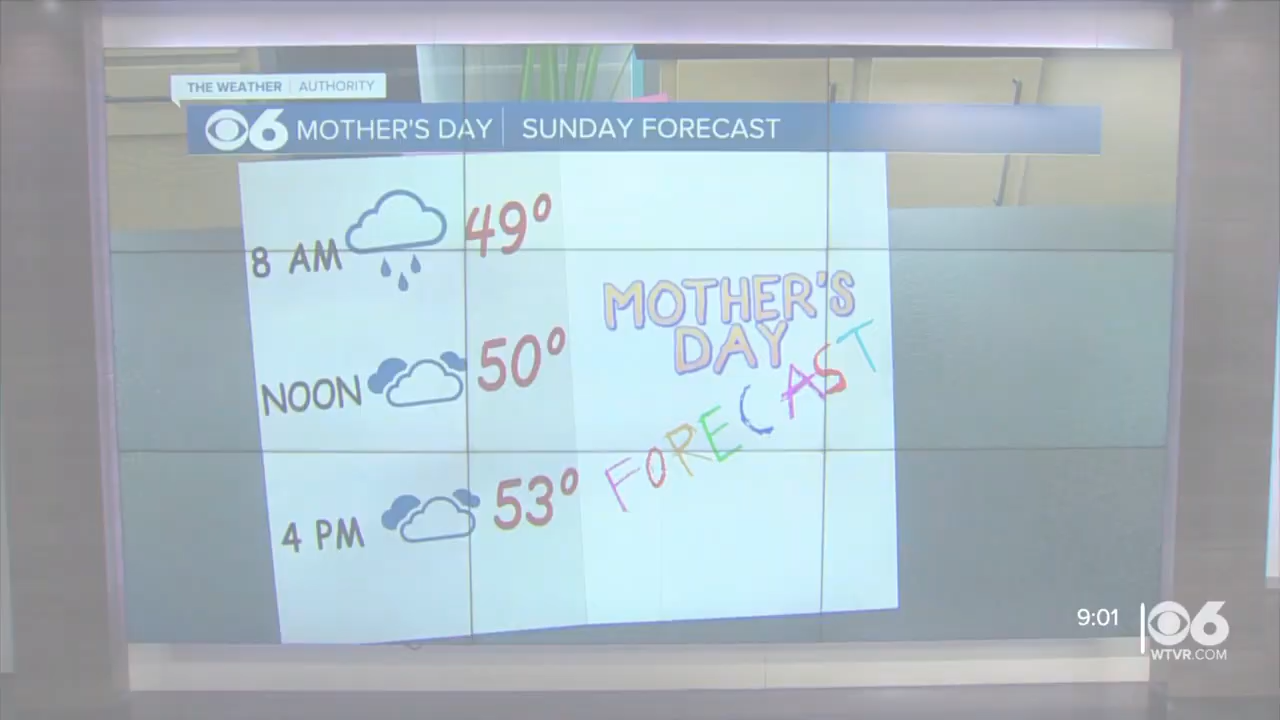 THE WEATHER | AUTHORITY
6 MOTHER'S DAY | SUNDAY FORECAST
8 AM 49°
NOON 50°
4 PM 53°
MOTHER'S
DAY
FORECAST
9:01
6
WTVR.COM